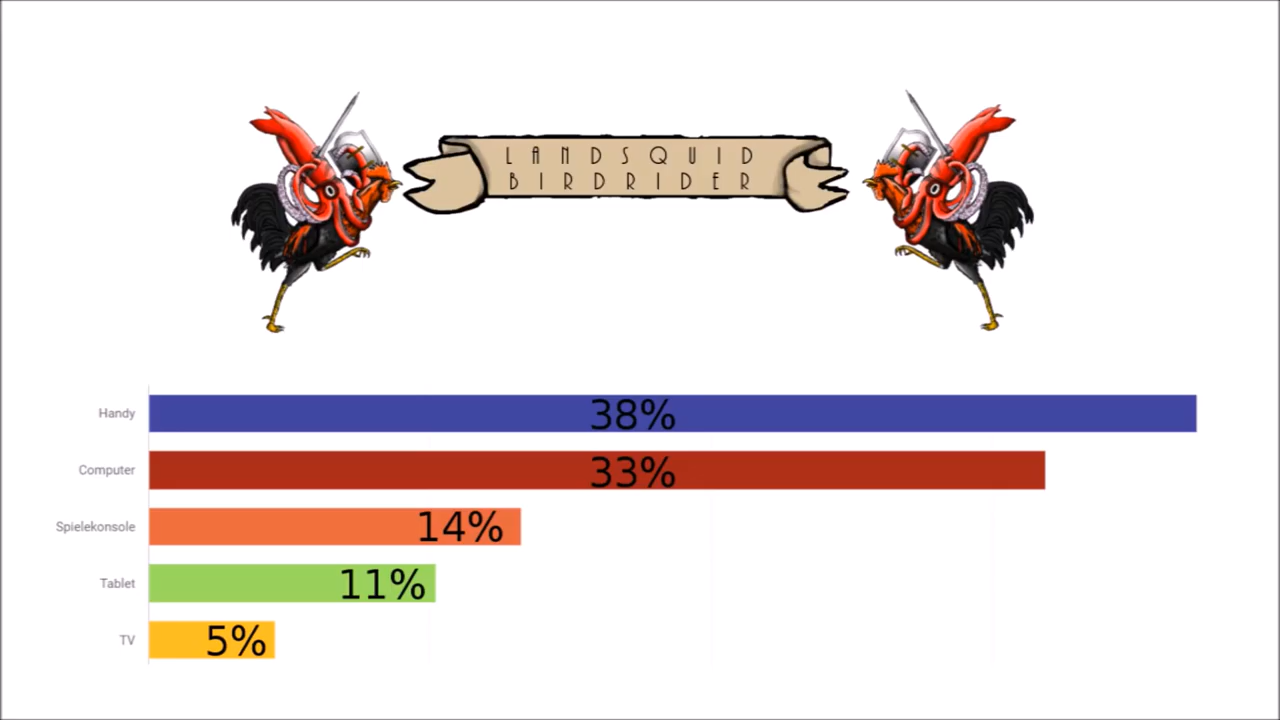 LANDSQUID
BIRDRIDER
Handy 38%
Computer 33%
Spielekonsole 14%
Tablet 11%
TV 5%